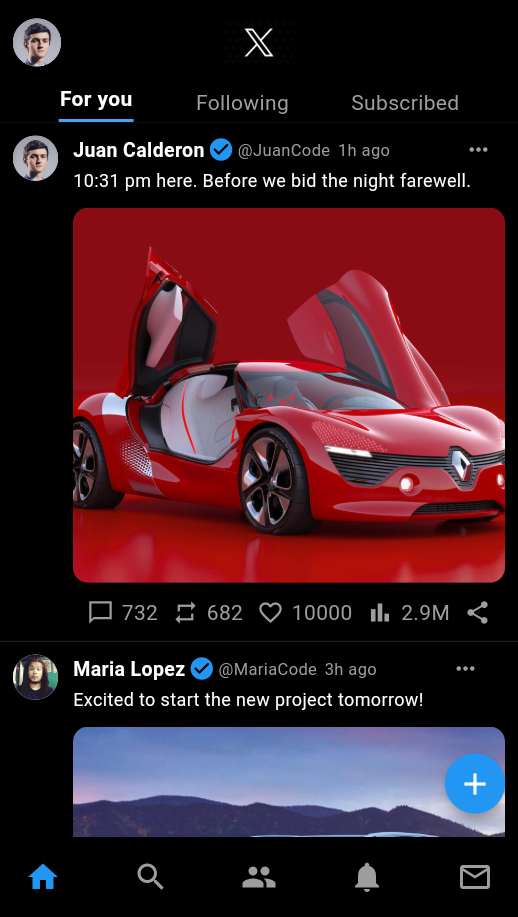 For you Following Subscribed
Juan Calderon @JuanCode 1h ago
10:31 pm here. Before we bid the night farewell.
732 682 10000 2.9M
Maria Lopez @MariaCode 3h ago
Excited to start the new project tomorrow!